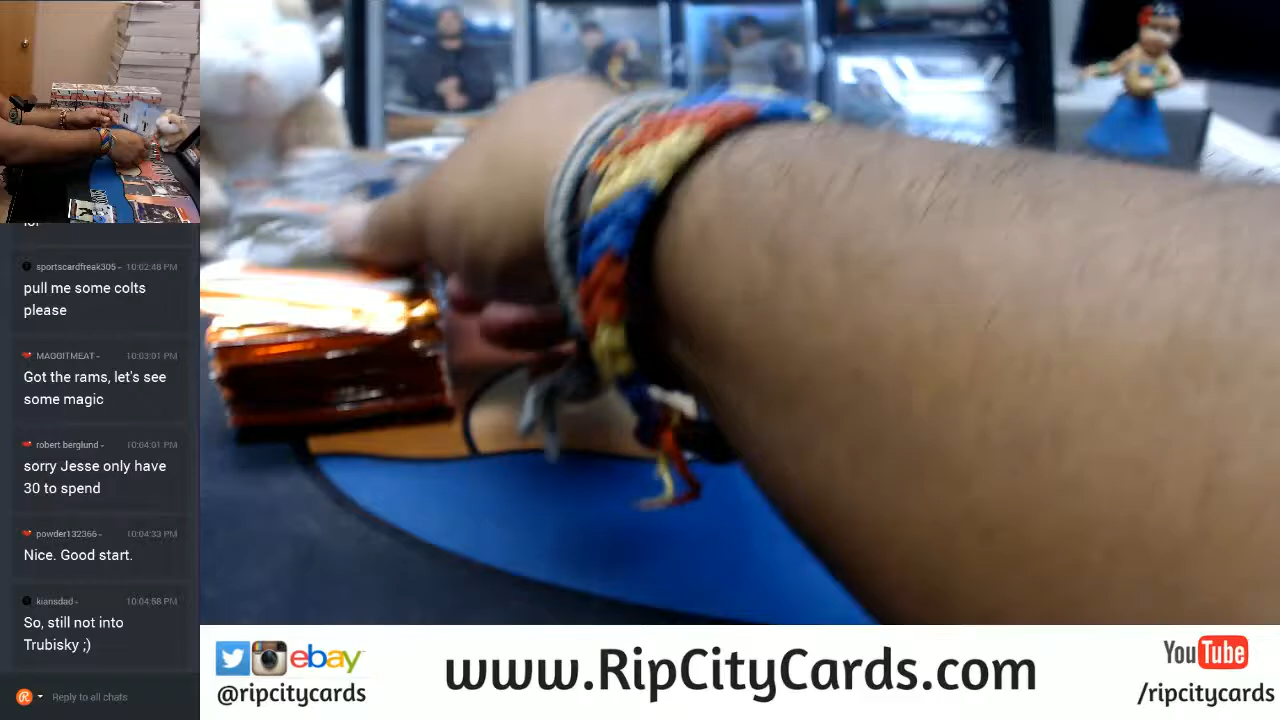 sportscardfreak305- 10:02:48 PM
pull me some colts
please
MAGGITMEAT- 10:03:01 PM
Got the rams, let's see
some magic
robert berglund - 10:04:01 PM
sorry Jesse only have
30 to spend
powder132366- 10:04:33 PM
Nice. Good start.
kiansdad- 10:04:58 PM
So, still not into
Trubisky ;)
Reply to all chats
ebay
@ripcitycards
www.RipCityCards.com
YouTube
/ripcitycards